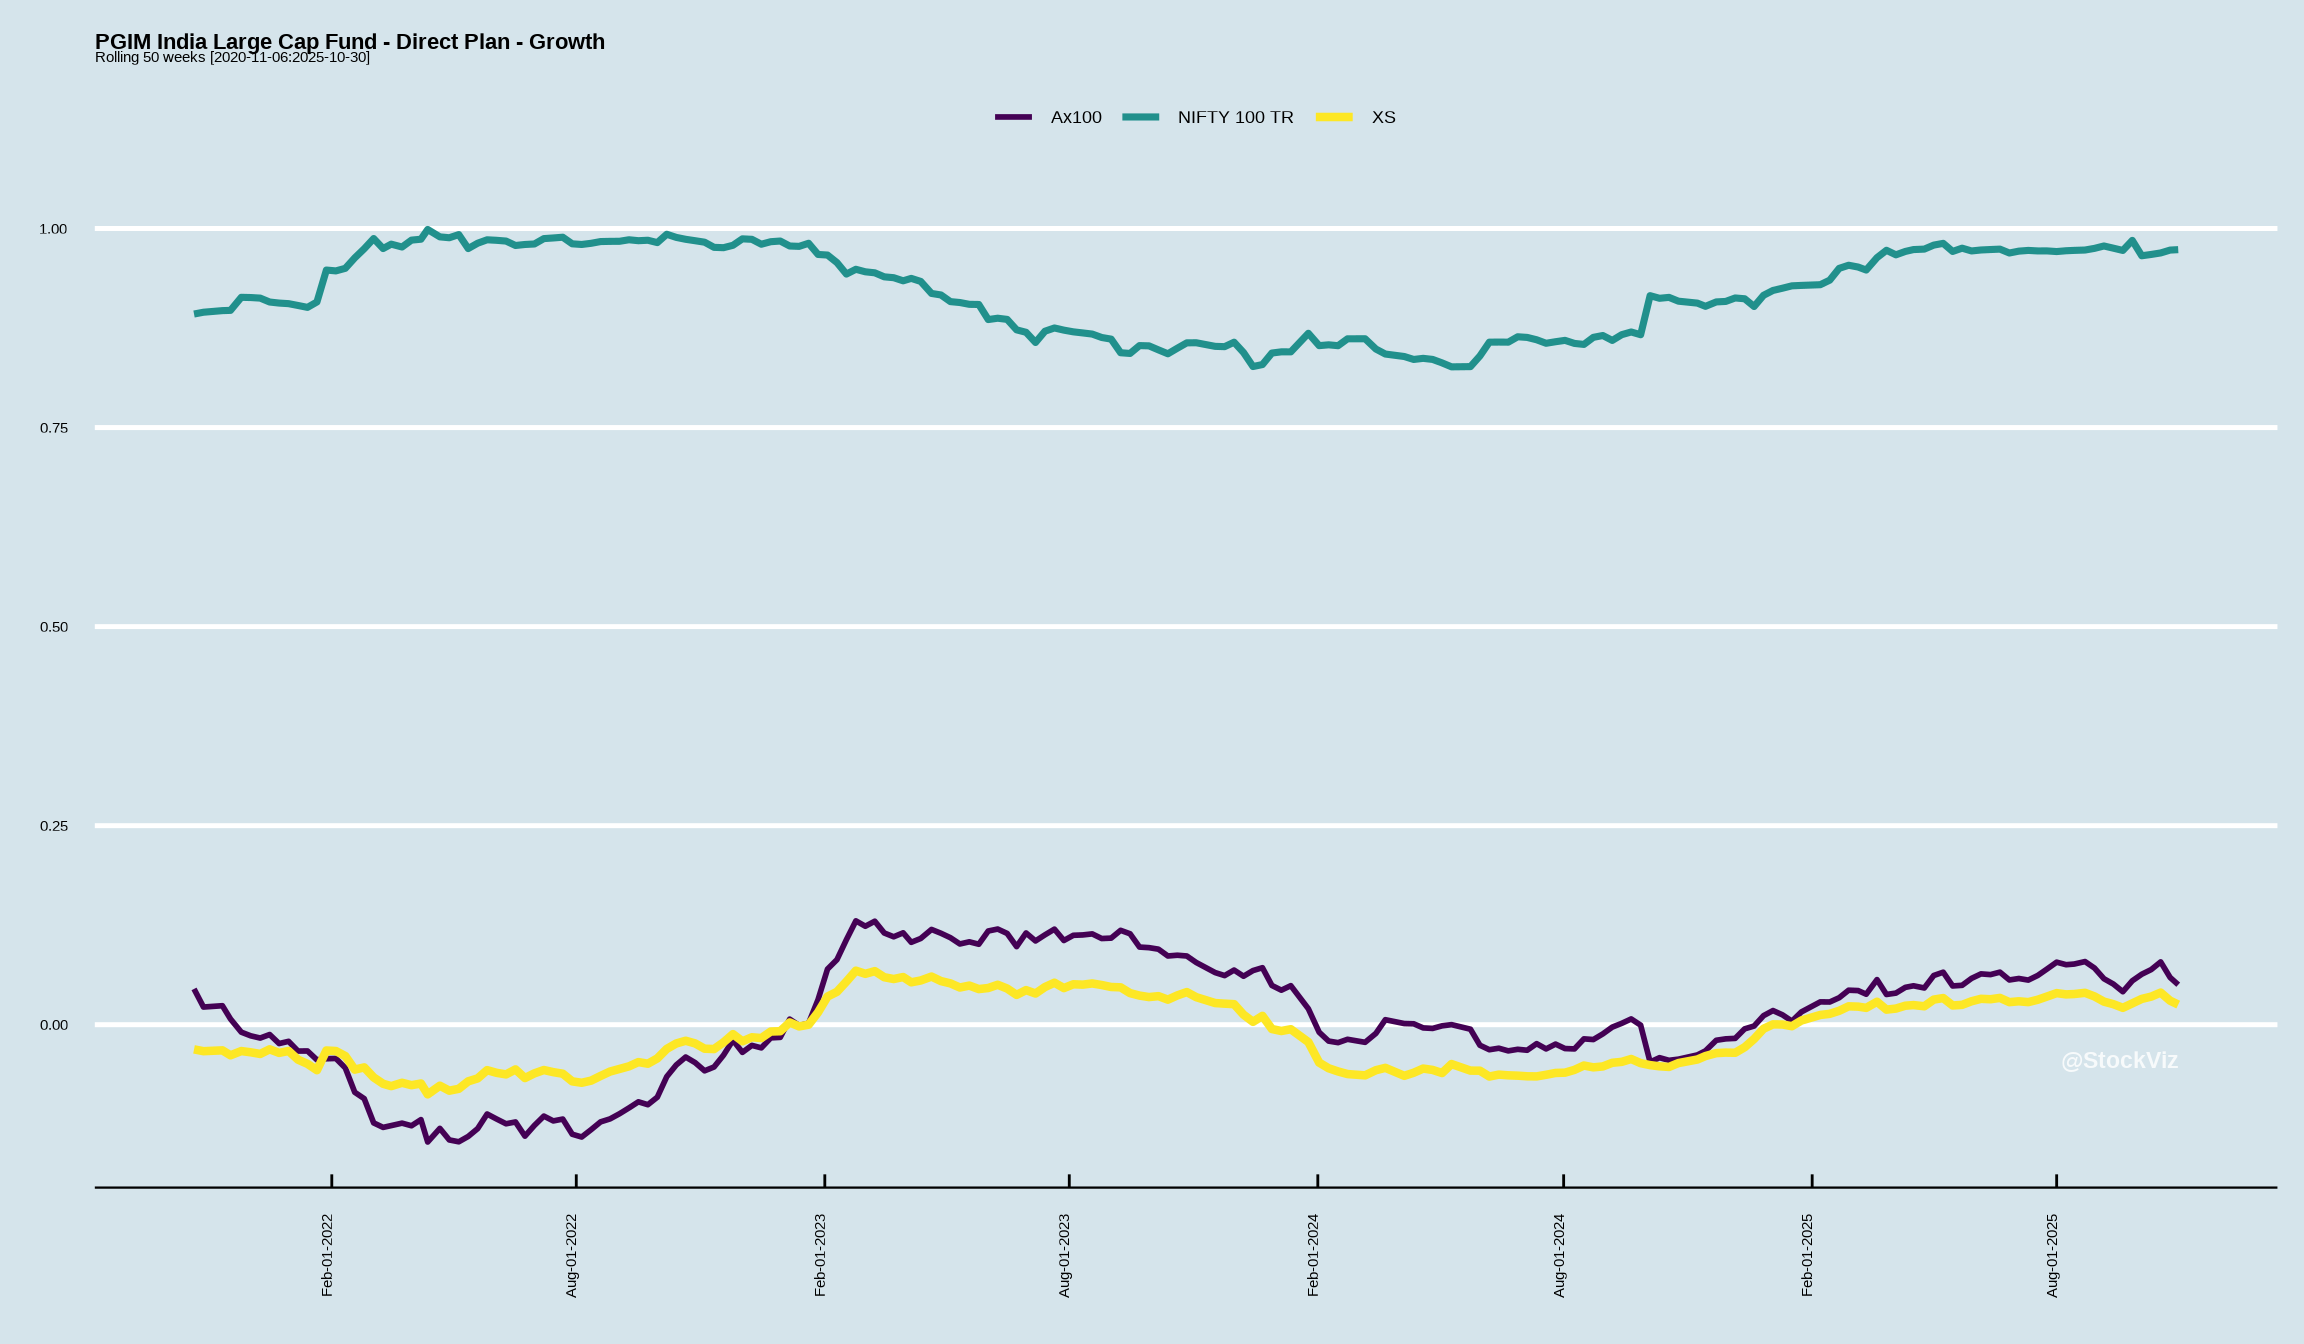 PGIM India Large Cap Fund - Direct Plan - Growth
Rolling 50 weeks [2020-11-06:2025-10-30]
Ax100 NIFTY 100 TR XS
1.00
0.75
0.50
0.25
0.00
@StockViz
Feb-01-2022 Aug-01-2022 Feb-01-2023 Aug-01-2023 Feb-01-2024 Aug-01-2024 Feb-01-2025 Aug-01-2025